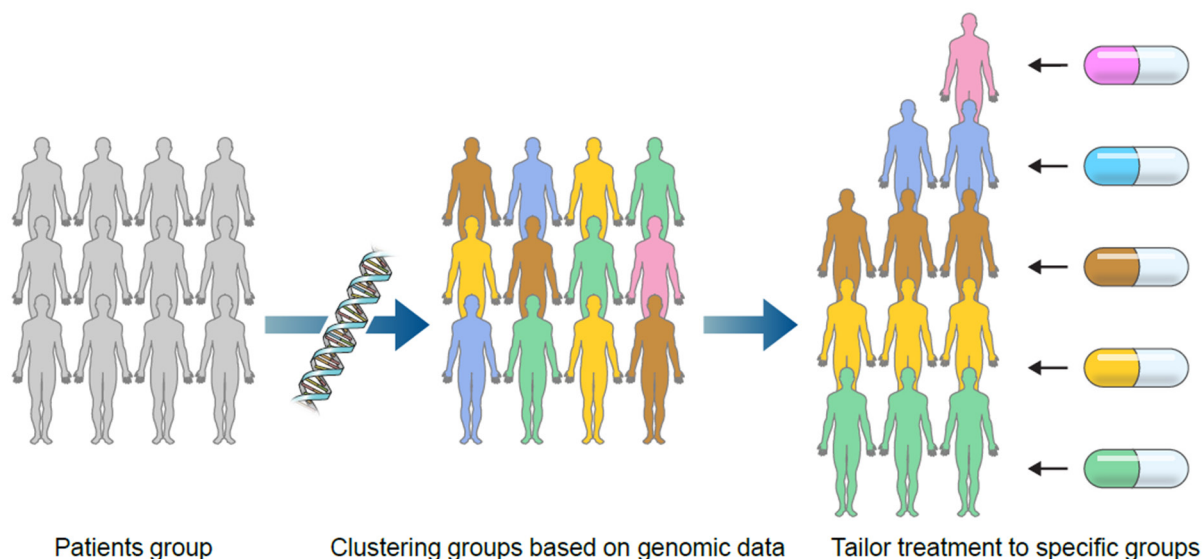 Patients group
Clustering groups based on genomic data
Tailor treatment to specific groups